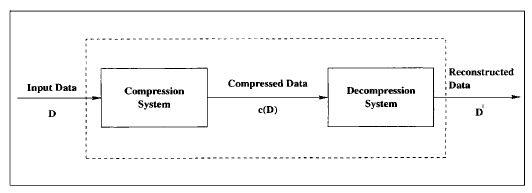 Input Data
D
Compression
System
Compressed Data
c(D)
Decompression
System
Reconstructed
Data
D'